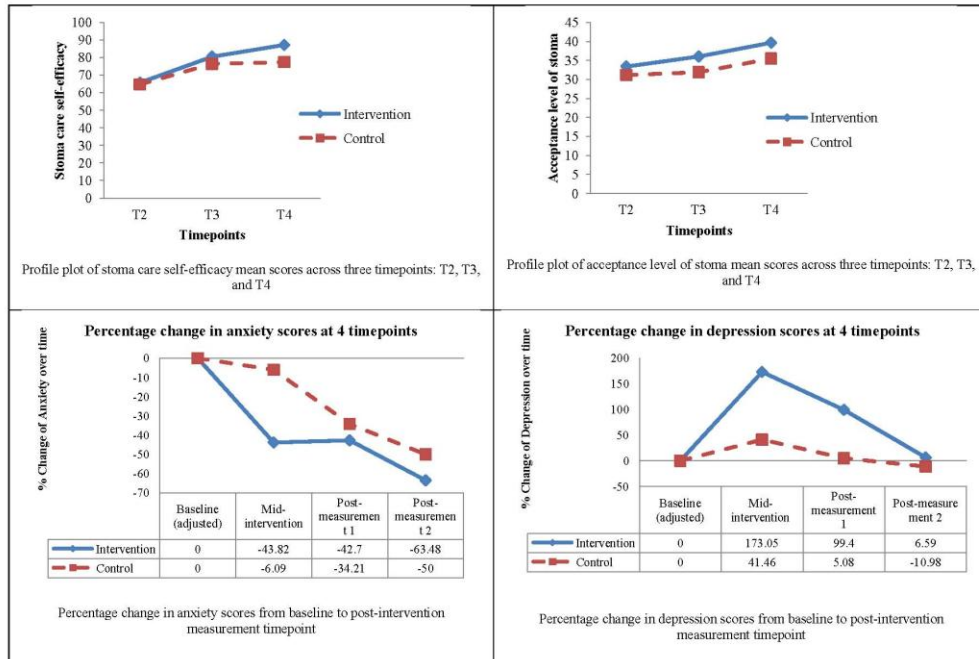 100
90
80
70
60
50
40
30
20
10
0
Stoma care self-efficacy
Intervention
Control
T2 T3 T4
Timepoints
Profile plot of stoma care self-efficacy mean scores across three timepoints: T2, T3,
and T4
45
40
35
30
25
20
15
10
5
0
Acceptance level of stoma
Intervention
Control
T2 T3 T4
Timepoints
Profile plot of acceptance level of stoma mean scores across three timepoints: T2, T3,
and T4
Percentage change in anxiety scores at 4 timepoints
% Change of Anxiety over time
0
-10
-20
-30
-40
-50
-60
-70
Baseline (adjusted) Mid-intervention Post-measuremen t 1 Post-measuremen t 2
Intervention 0 -43.82 -42.7 -63.48
Control 0 -6.09 -34.21 -50
Percentage change in anxiety scores from baseline to post-intervention
measurement timepoint
Percentage change in depression scores at 4 timepoints
% Change of Depression over time
200
150
100
50
0
-50
Baseline (adjusted) Mid-intervention Post-measurement 1 Post-measure ment 2
Intervention 0 173.05 99.4 6.59
Control 0 41.46 5.08 -10.98
Percentage change in depression scores from baseline to post-intervention
measurement timepoint